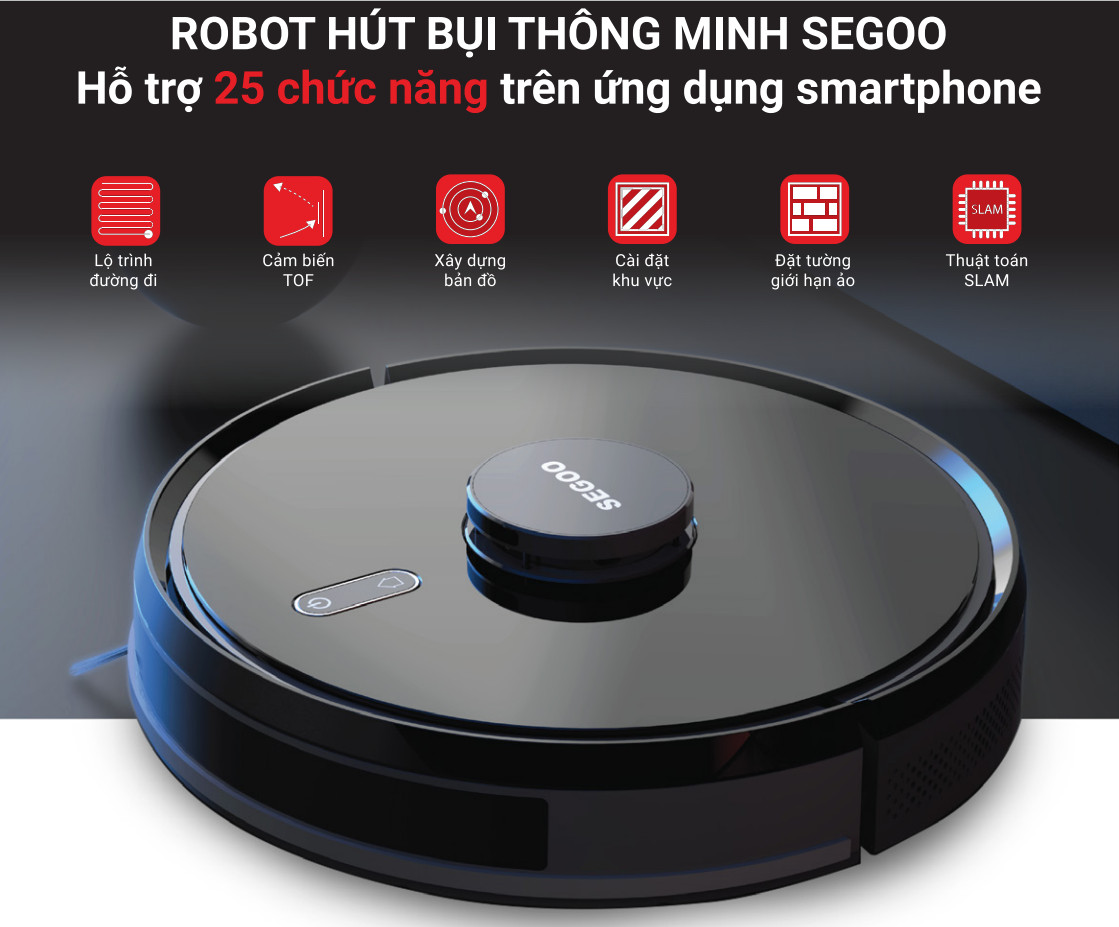 ROBOT HÚT BỤI THÔNG MINH SEGOO
Hỗ trợ 25 chức năng trên ứng dụng smartphone
SLAM
Lộ trình
đường đi
Cảm biến
TOF
Xây dựng
bản đồ
Cài đặt
khu vực
Đặt tường
giới hạn ảo
Thuật toán
SLAM
SEGOO